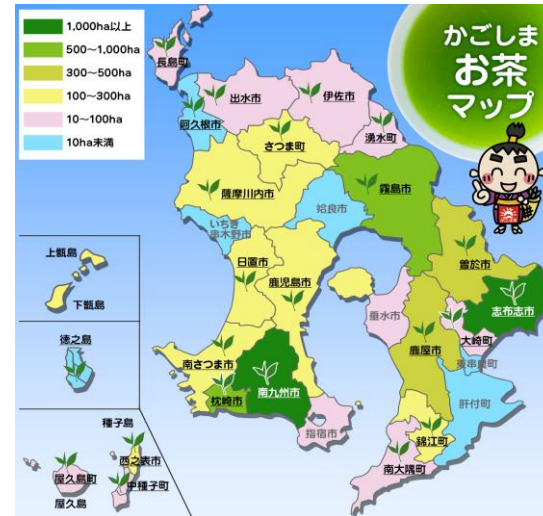 1,000ha以上
500～1,000ha
300～500ha
100～300ha
10～100ha
10ha未満
かごしま
お茶
マップ
長島町
出水市
伊佐市
阿久根市
湧水町
さつま町
薩摩川内市
霧島市
姶良市
いちき
串木野市
日置市
鹿児島市
曽於市
志布志市
垂水市
大崎町
鹿屋市
東串良町
肝付町
南さつま市
枕崎市
南九州市
指宿市
錦江町
南大隅町
上甑島
下甑島
徳之島
種子島
西之表市
中種子町
屋久島町
屋久島